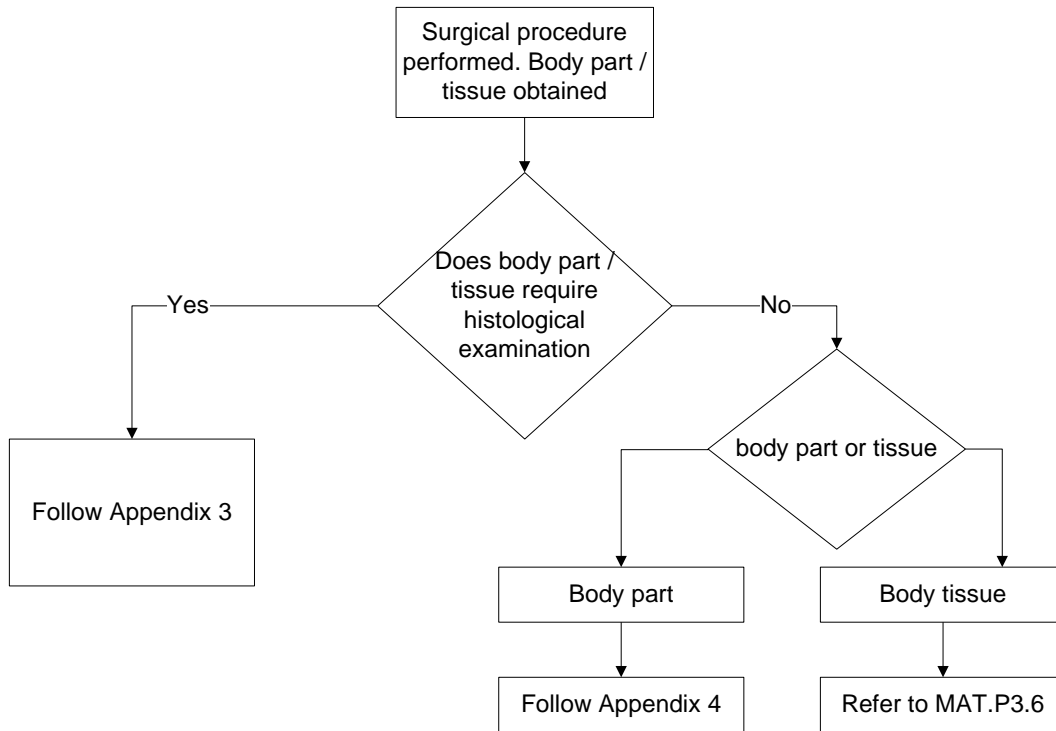 Surgical procedure
performed. Body part /
tissue obtained
Does body part /
tissue require
histological
examination
Yes
No
body part or tissue
Follow Appendix 3
Body part
Body tissue
Follow Appendix 4
Refer to MAT.P3.6